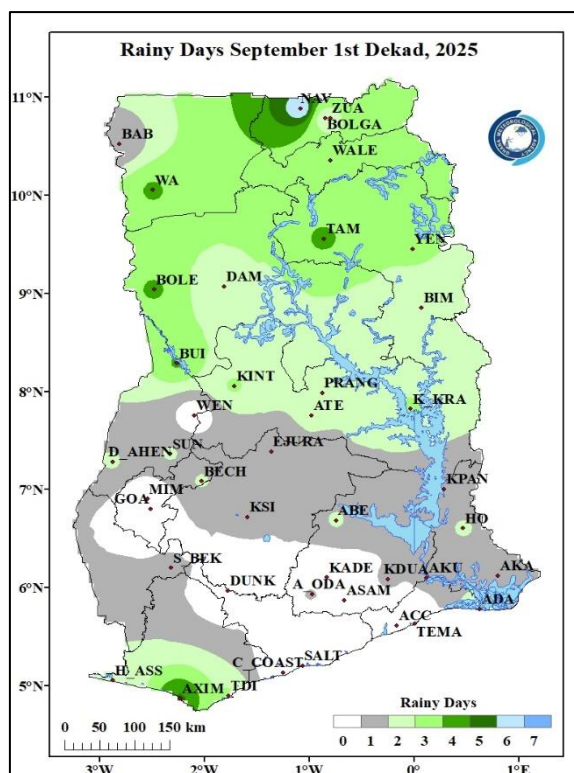 Rainy Days September 1st Dekad, 2025
11°N
10°N
9°N
8°N
7°N
6°N
5°N
NAV
ZUA
BOLGA
BAB
WALE
WA
TAM
YEN
BOLE
DAM
BIM
BUI
KINT
PRANG
WEN
ATE
K_KRA
D_AHEN
SUN
EJURA
BECH
KPAN
MIM
GOA
KSI
ABE
HO
S_BEK
KADE
KDUA
AKU
AKA
DUNK
A_ODA
ASAM
ADA
ACC
TEMA
SALT
C_COAST
H_ASS
AXIM
TDI
Rainy Days
0 1 2 3 4 5 6 7
0 50 100 150 km
3°W 2°W 1°W 0° 1°E